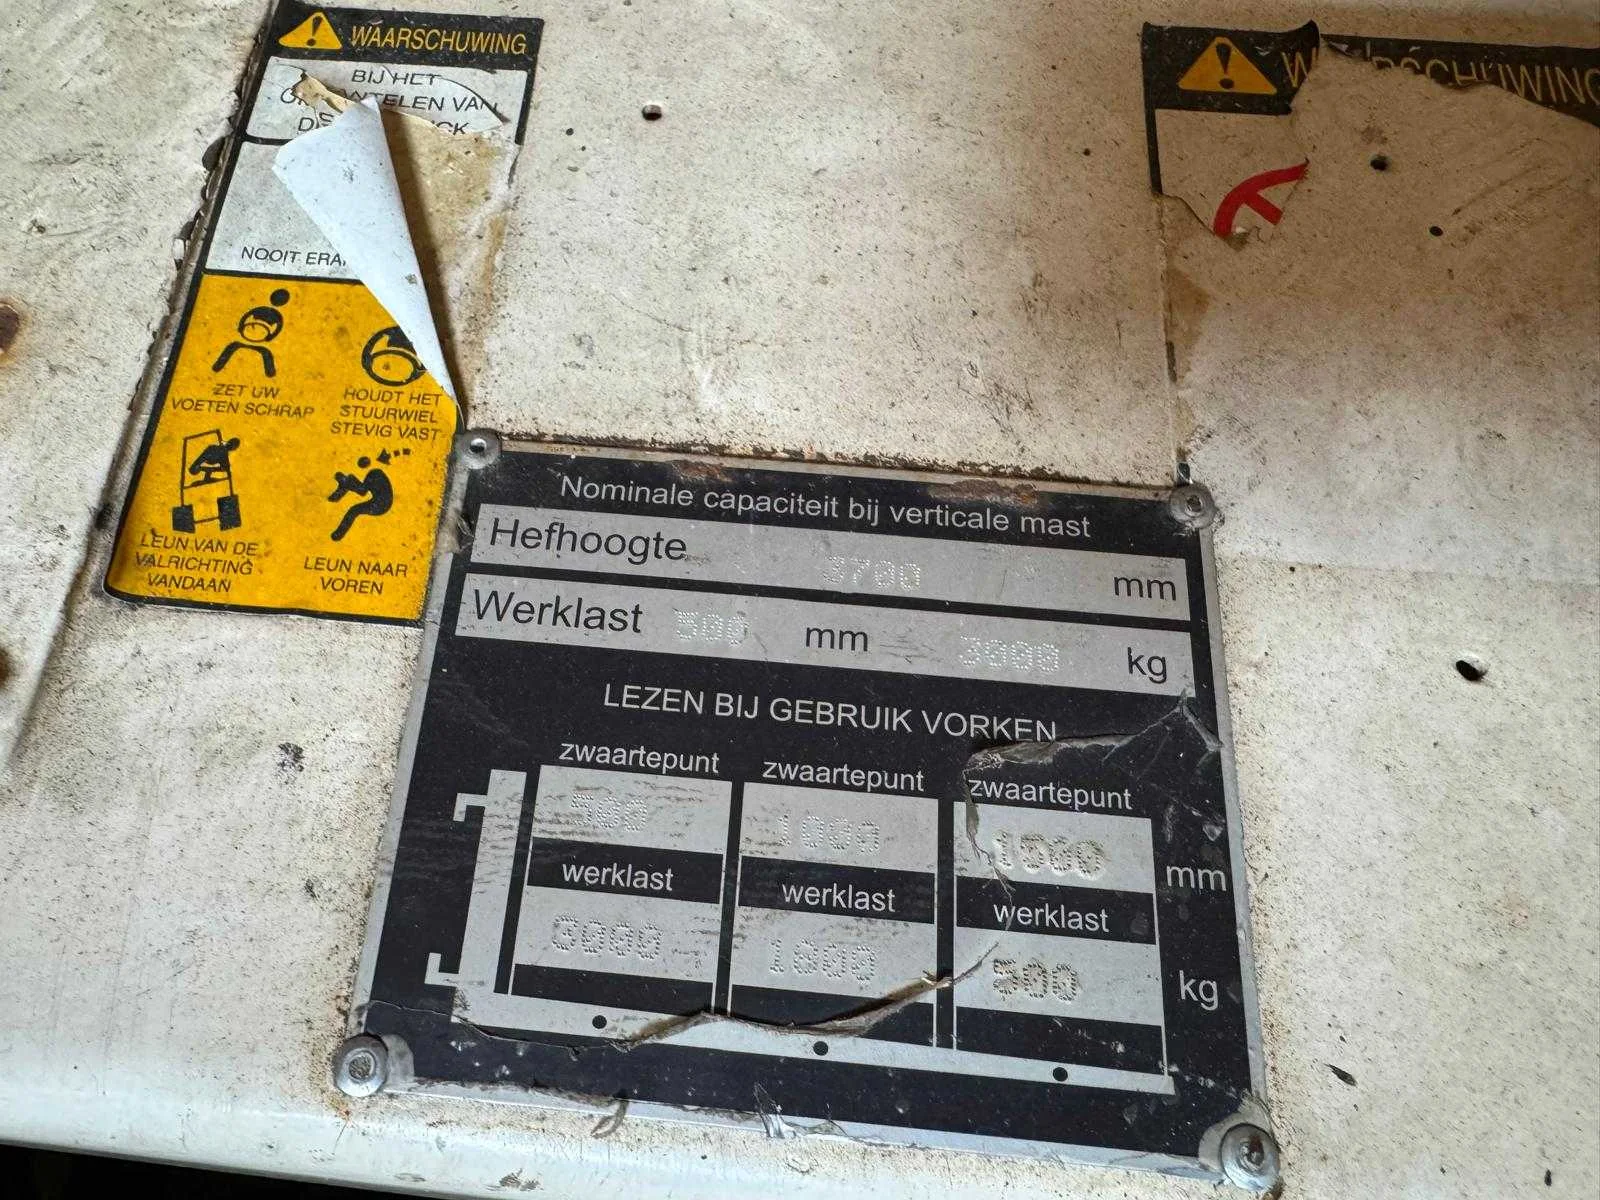 WAARSCHUWING
BIJ HET
VAN
NOOIT
ZET UW
VOETEN SCHRAP
HOUDT HET
STUURWIEL
STEVIG VAST
LEUN VAN DE
VALRICHTING
VANDAAN
LEUN NAAR
VOREN
Nominale capaciteit bij verticale mast
Hefhoogte 3700 mm
Werklast 500 mm 3000 kg
LEZEN BIJ GEBRUIK VORKEN
zwaartepunt zwaartepunt zwaartepunt
500 1000 1500 mm
werklast werklast werklast
3000 1000 500 kg